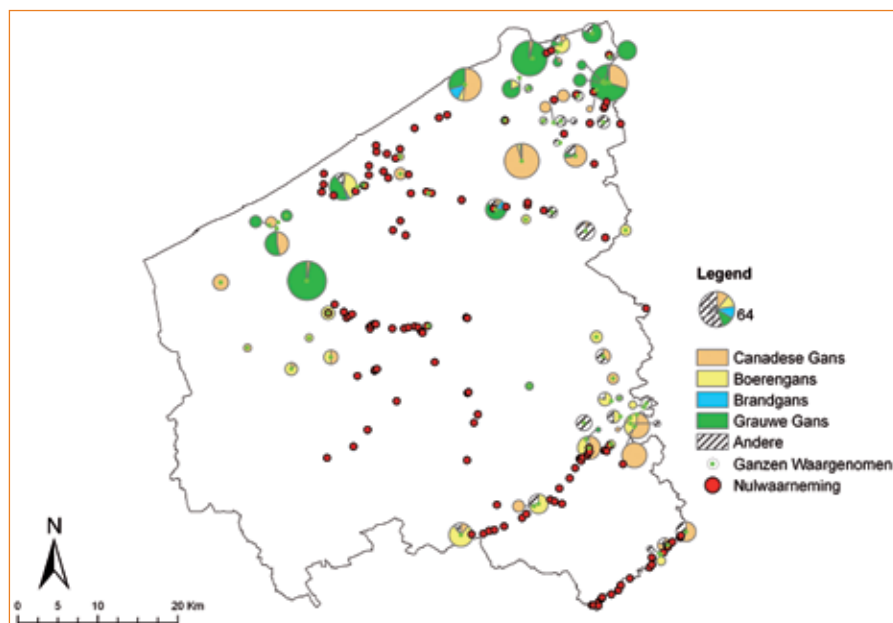 Legend
64
Canadese Gans
Boerengans
Brandgans
Grauwe Gans
Andere
Ganzen Waargenomen
Nulwaarneming
N
0 5 10 20 Km